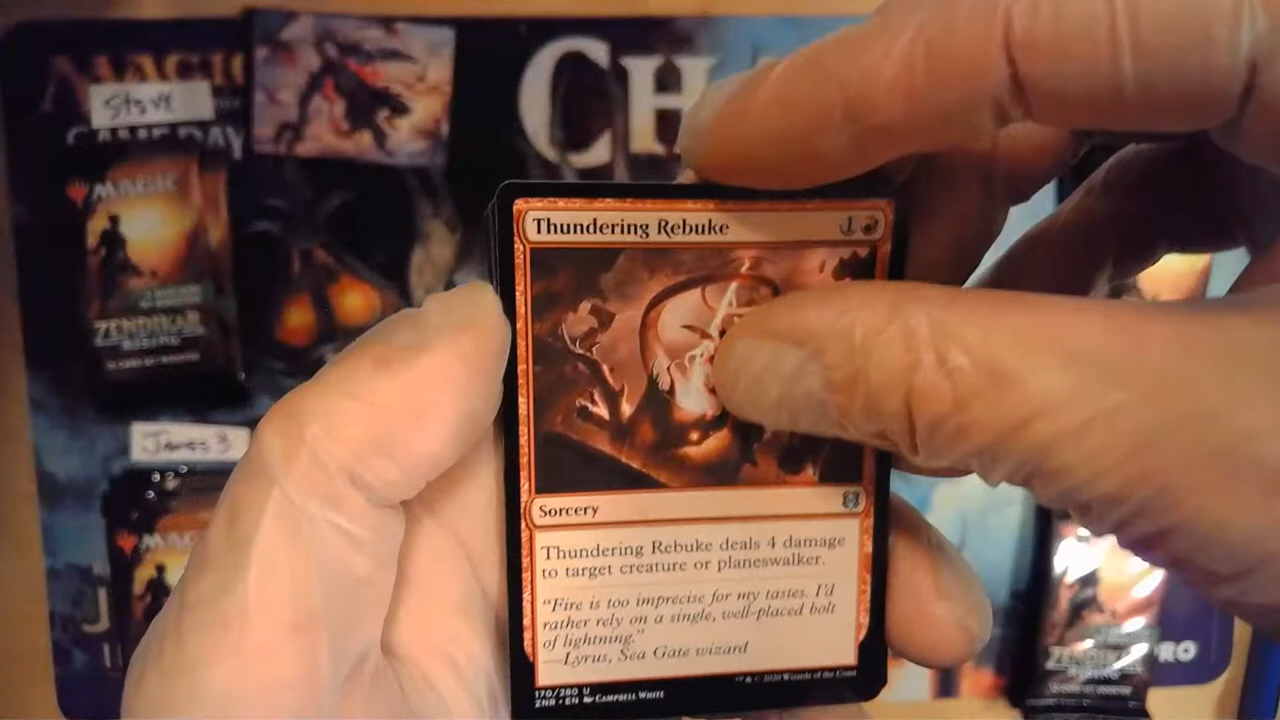 MAGIC
Steve
GAME DAY
CH
MAGIC
ZENDIKAR
RISING
James 3
MAGIC
Thundering Rebuke 1
Sorcery
Thundering Rebuke deals 4 damage
to target creature or planeswalker.
"Fire is too imprecise for my tastes. I'd
rather rely on a single, well-placed bolt
of lightning."
—Lyrus, Sea Gate wizard
170/280 U
ZNR • EN CAMPBELL WHITE
™ & © 2020 Wizards of the Coast
ZENDIKAR
PRO